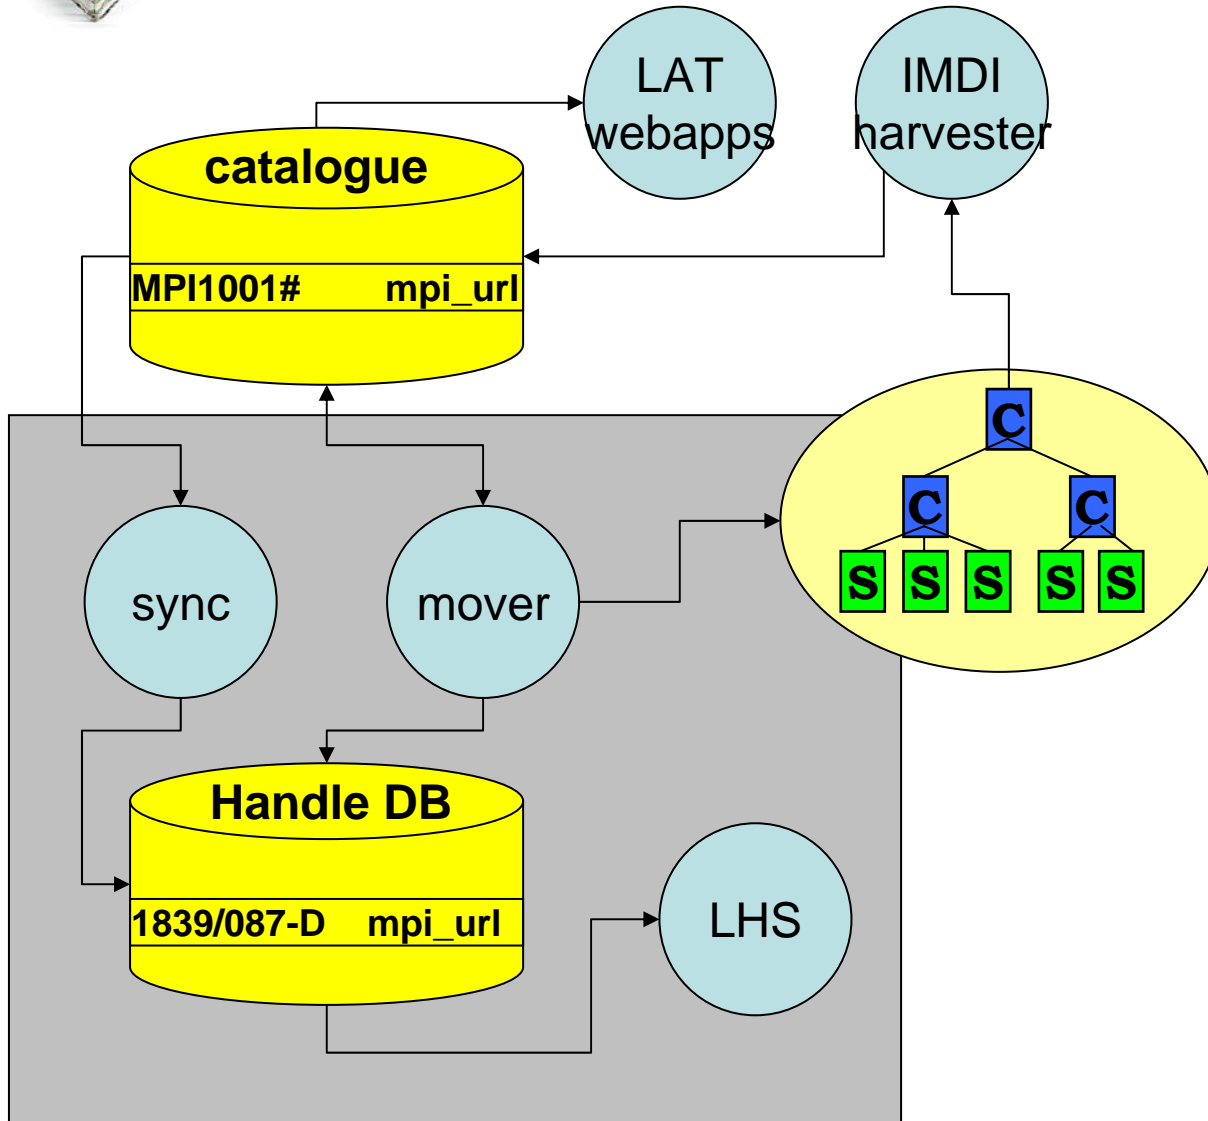 LAT
webapps
IMDI
harvester
catalogue
MPI1001# mpi_url
C
C C
S S S S S
sync
mover
Handle DB
1839/087-D mpi_url
LHS